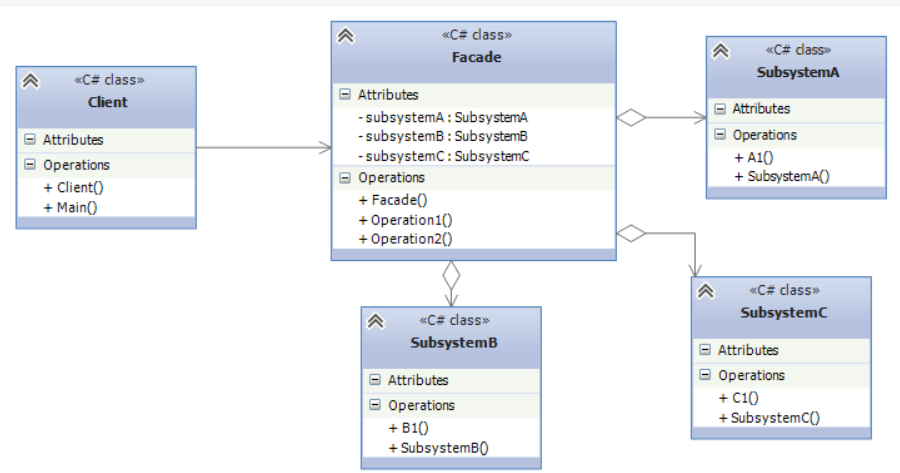 «C# class»
Client
Attributes
Operations
+ Client()
+ Main()
«C# class»
Facade
Attributes
- subsystemA : SubsystemA
- subsystemB : SubsystemB
- subsystemC : SubsystemC
Operations
+ Facade()
+ Operation1()
+ Operation2()
«C# class»
SubsystemA
Attributes
Operations
+ A1()
+ SubsystemA()
«C# class»
SubsystemB
Attributes
Operations
+ B1()
+ SubsystemB()
«C# class»
SubsystemC
Attributes
Operations
+ C1()
+ SubsystemC()